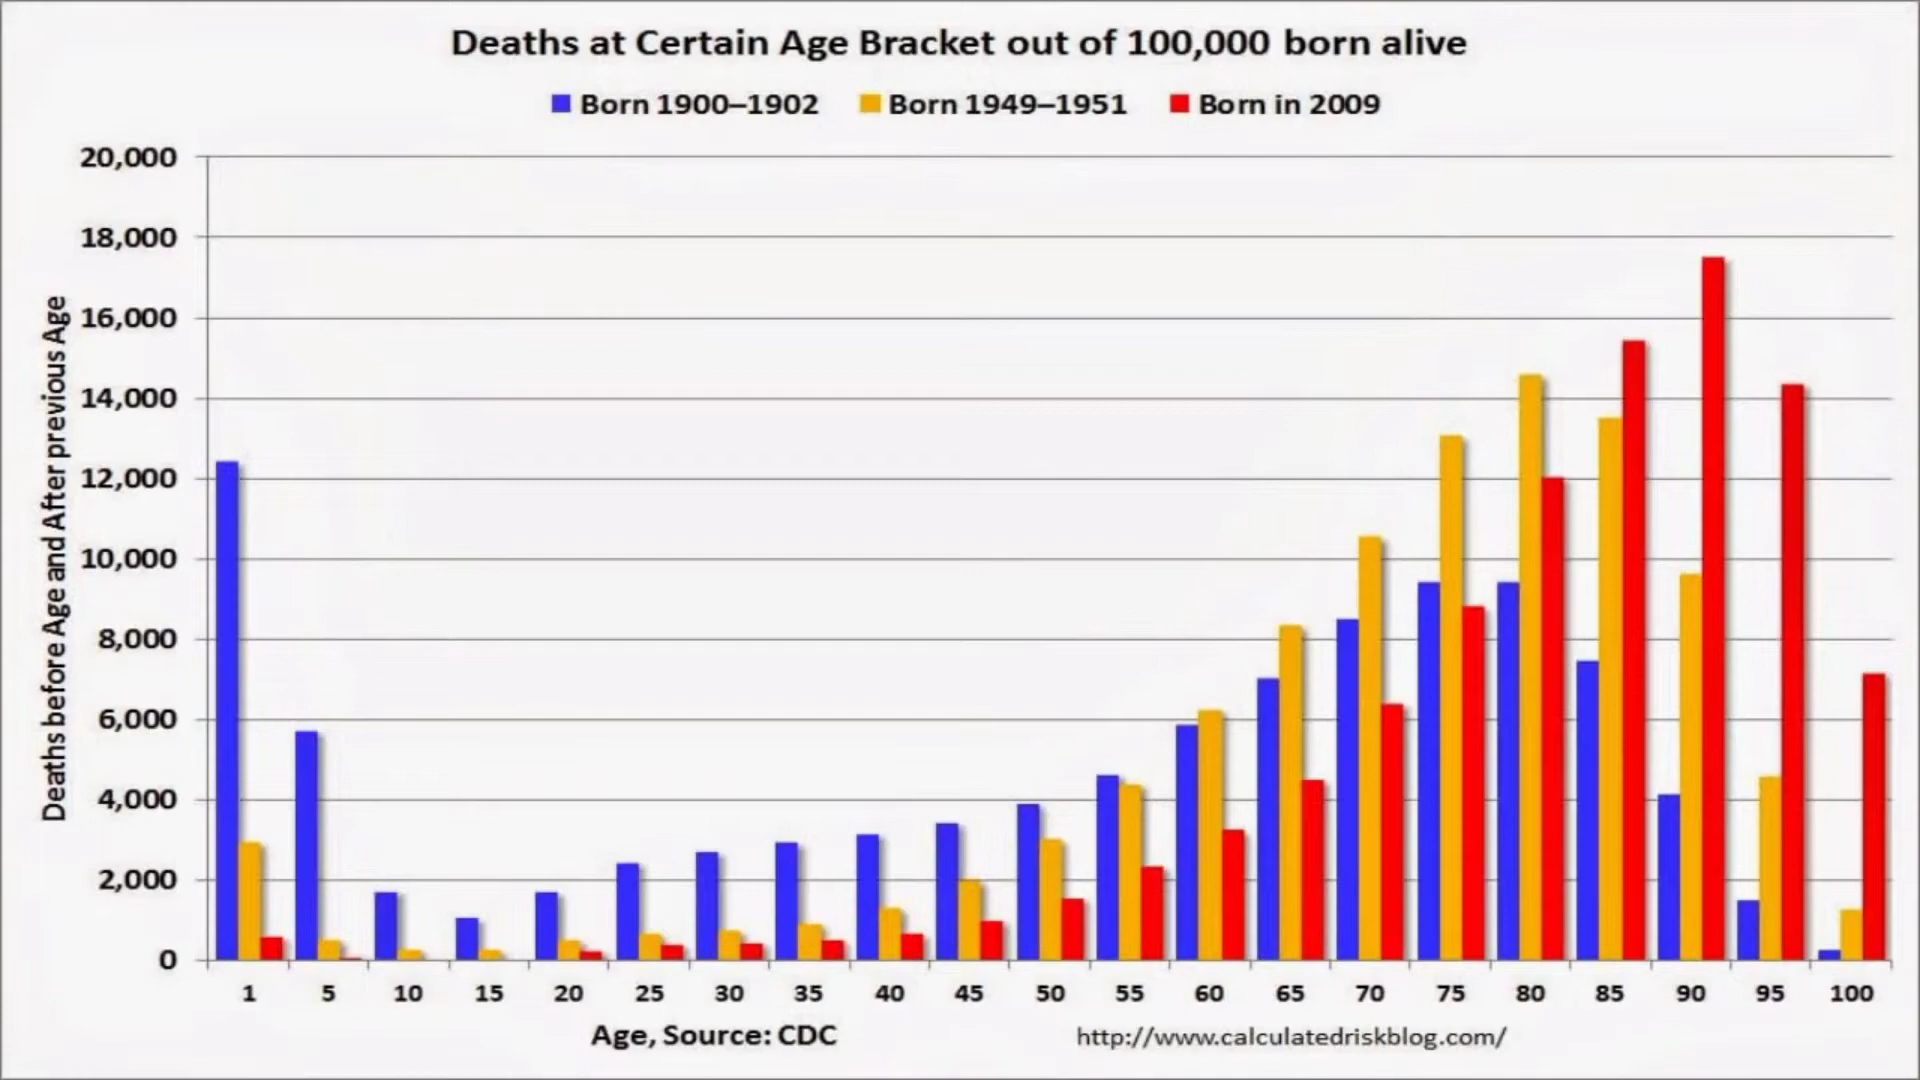 Deaths at Certain Age Bracket out of 100,000 born alive
Born 1900–1902 Born 1949–1951 Born in 2009
Deaths before Age and After previous Age
20,000
18,000
16,000
14,000
12,000
10,000
8,000
6,000
4,000
2,000
0
1 5 10 15 20 25 30 35 40 45 50 55 60 65 70 75 80 85 90 95 100
Age, Source: CDC http://www.calculatedriskblog.com/